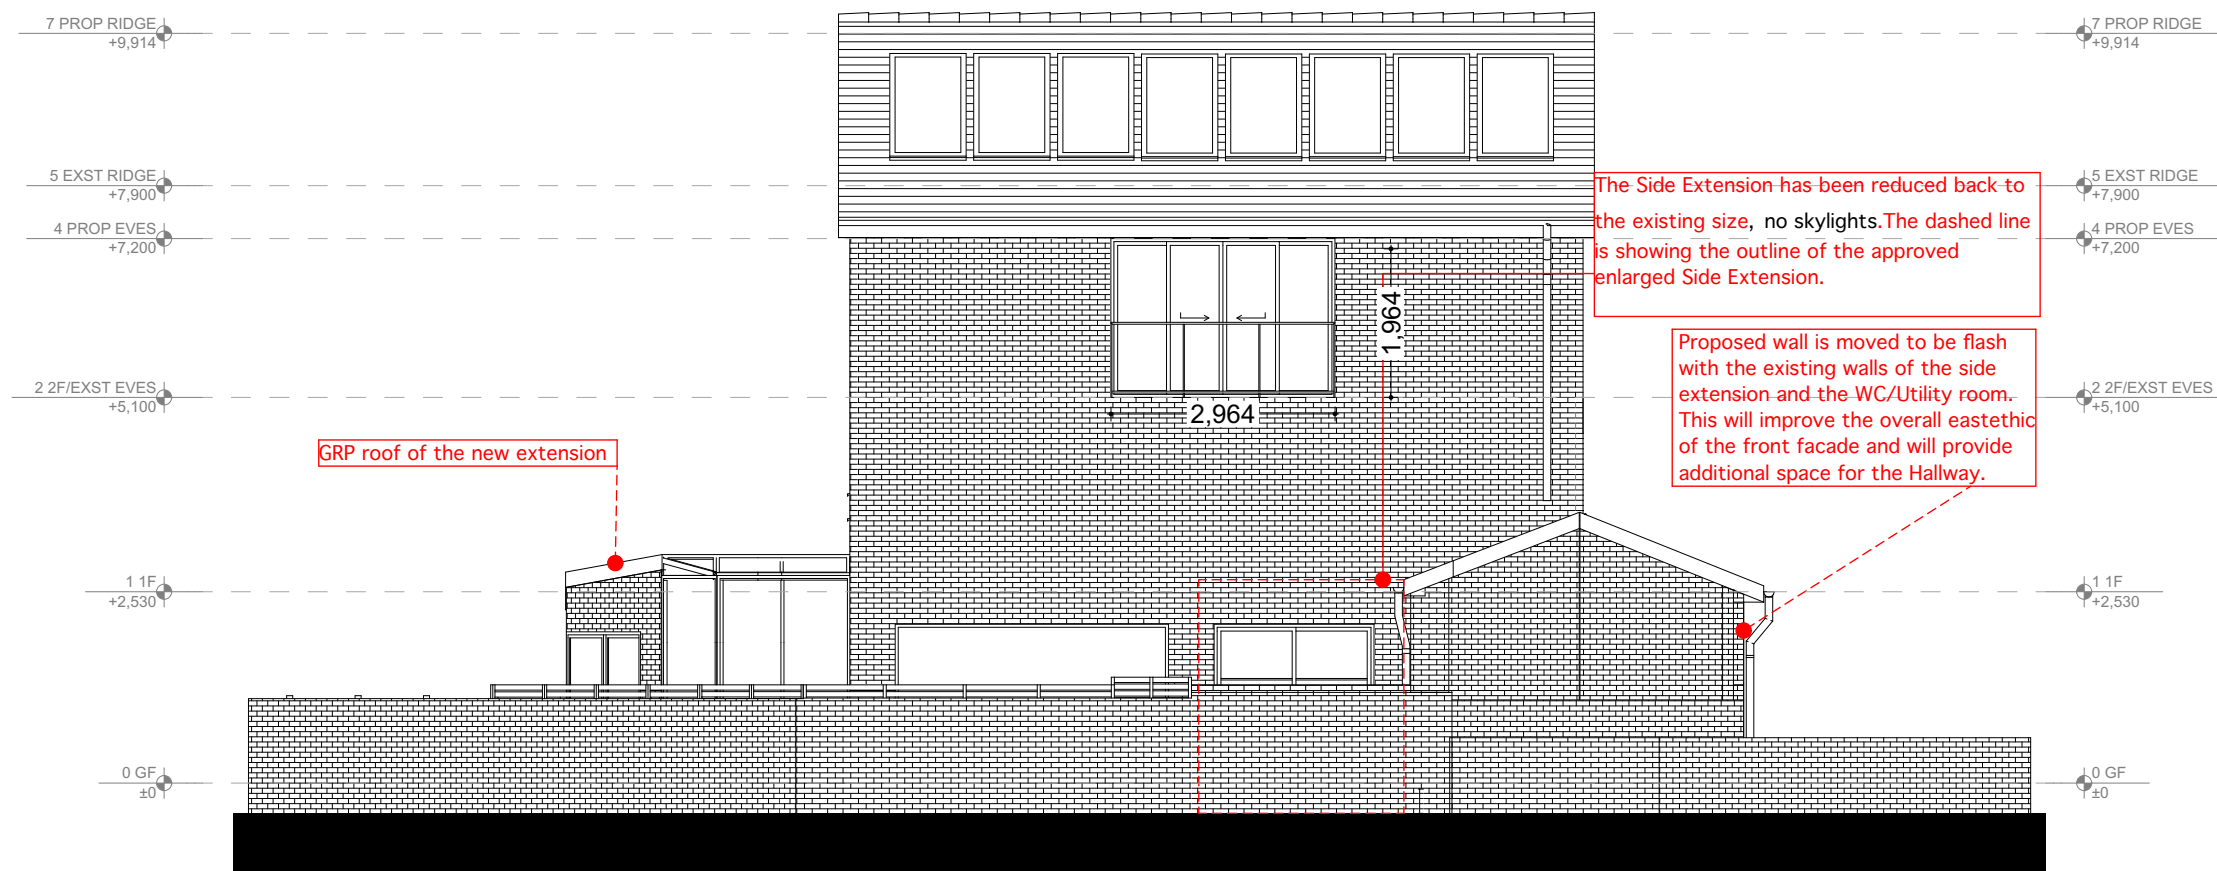 7 PROP RIDGE
+9,914
5 EXST RIDGE
+7,900
4 PROP EVES
+7,200
2 2F/EXST EVES
+5,100
1 1F
+2,530
0 GF
±0
GRP roof of the new extension
2,964
1,964
The Side Extension has been reduced back to
the existing size, no skylights.The dashed line
is showing the outline of the approved
enlarged Side Extension.
Proposed wall is moved to be flash
with the existing walls of the side
extension and the WC/Utility room.
This will improve the overall eastethic
of the front facade and will provide
additional space for the Hallway.
7 PROP RIDGE
+9,914
5 EXST RIDGE
+7,900
4 PROP EVES
+7,200
2 2F/EXST EVES
+5,100
1 1F
+2,530
0 GF
±0